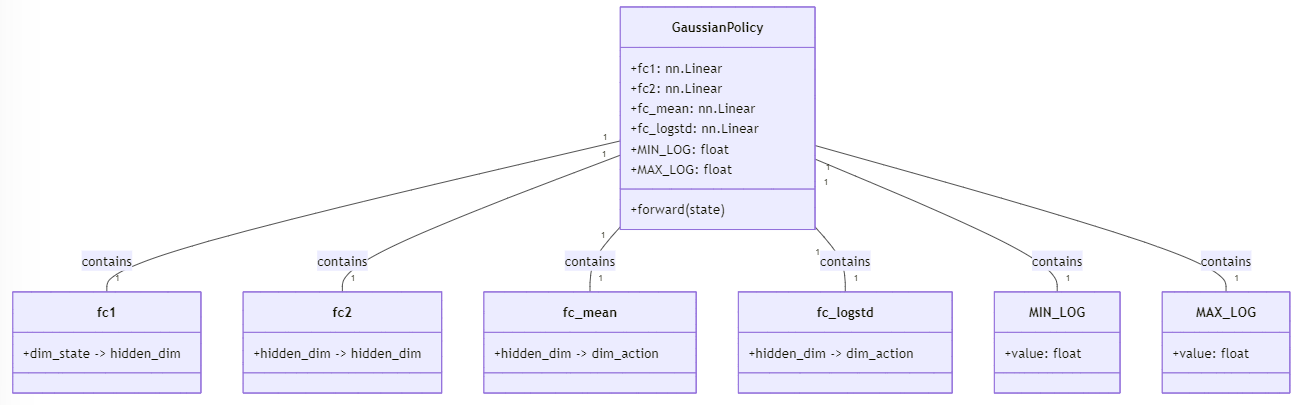 GaussianPolicy
+fc1: nn.Linear
+fc2: nn.Linear
+fc_mean: nn.Linear
+fc_logstd: nn.Linear
+MIN_LOG: float
+MAX_LOG: float
+forward(state)
1
1
1
1
1
1
contains
contains
contains
contains
contains
contains
1
1
1
1
1
1
fc1
+dim_state -> hidden_dim
fc2
+hidden_dim -> hidden_dim
fc_mean
+hidden_dim -> dim_action
fc_logstd
+hidden_dim -> dim_action
MIN_LOG
+value: float
MAX_LOG
+value: float